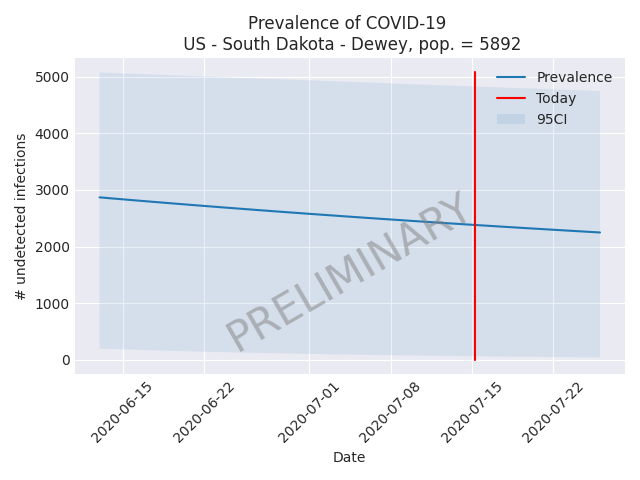 Prevalence of COVID-19
US - South Dakota - Dewey, pop. = 5892
Prevalence
Today
95CI
# undetected infections
5000
4000
3000
2000
1000
0
PRELIMINARY
2020-06-15
2020-06-22
2020-07-01
2020-07-08
2020-07-15
2020-07-22
Date